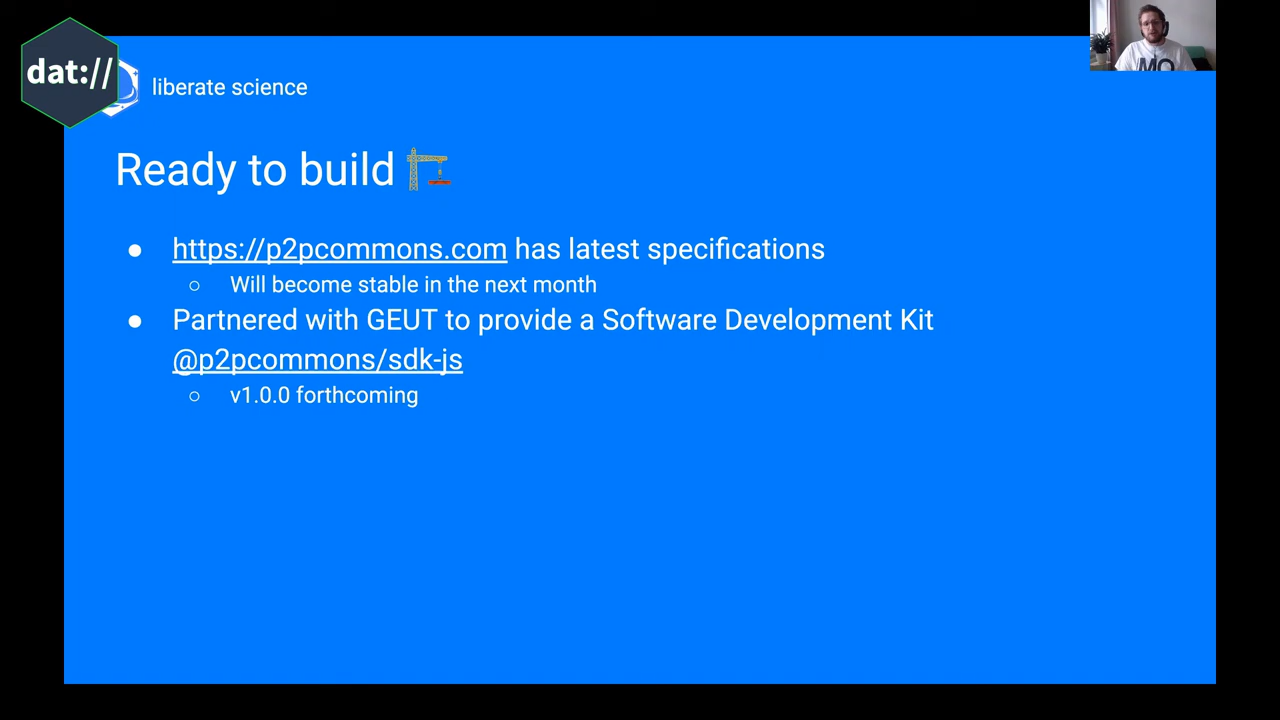 dat://
liberate science
Ready to build
● https://p2pcommons.com has latest specifications
○ Will become stable in the next month
● Partnered with GEUT to provide a Software Development Kit
@p2pcommons/sdk-js
○ v1.0.0 forthcoming
MO